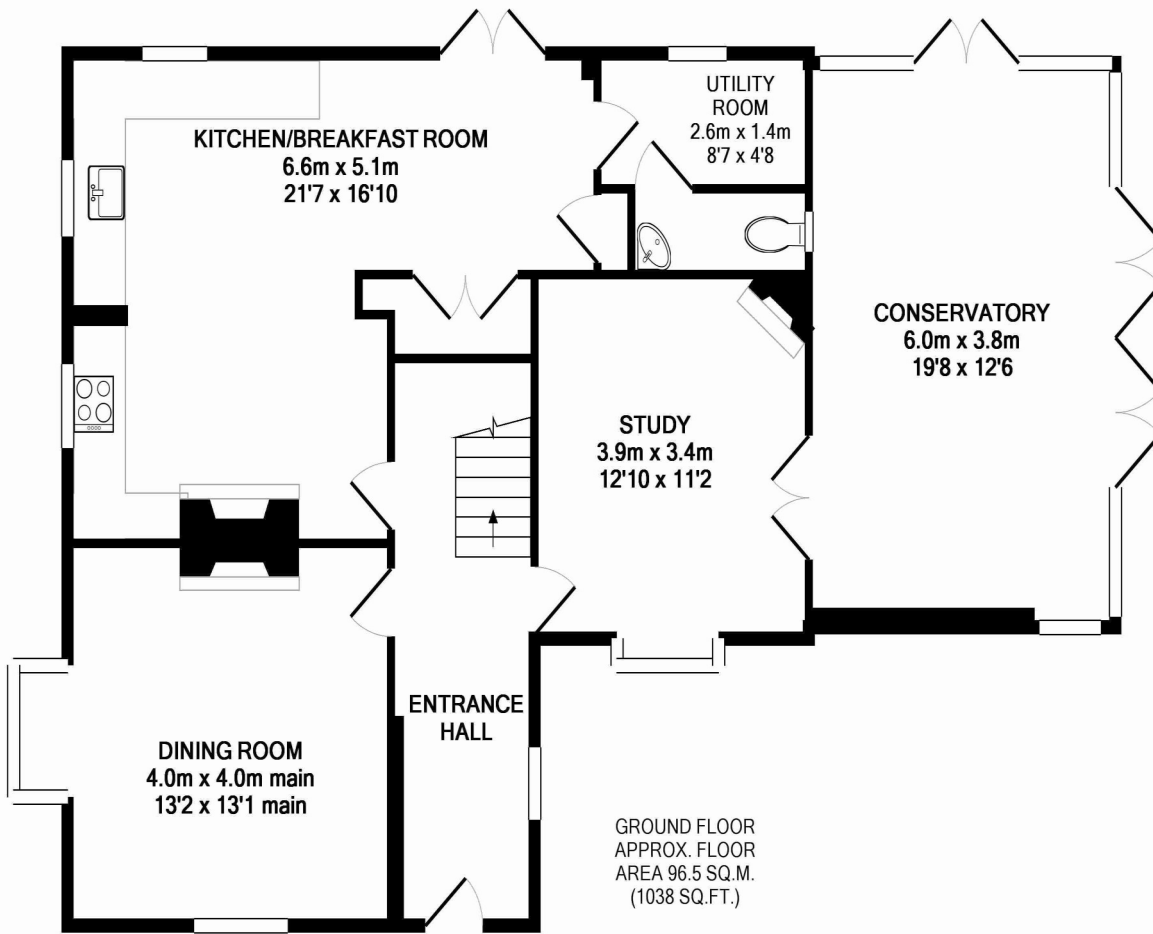 UTILITY
ROOM
2.6m x 1.4m
8'7 x 4'8
KITCHEN/BREAKFAST ROOM
6.6m x 5.1m
21'7 x 16'10
CONSERVATORY
6.0m x 3.8m
19'8 x 12'6
STUDY
3.9m x 3.4m
12'10 x 11'2
ENTRANCE
HALL
DINING ROOM
4.0m x 4.0m main
13'2 x 13'1 main
GROUND FLOOR
APPROX. FLOOR
AREA 96.5 SQ.M.
(1038 SQ.FT.)